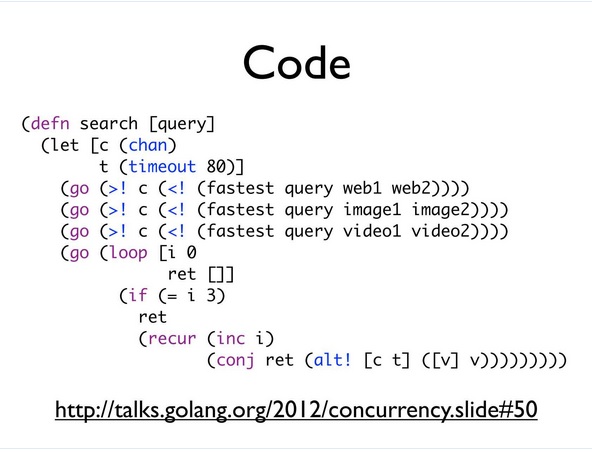 Code
(defn search [query]
  (let [c (chan)
        t (timeout 80)]
    (go (>! c (<! (fastest query web1 web2))))
    (go (>! c (<! (fastest query image1 image2))))
    (go (>! c (<! (fastest query video1 video2))))
    (go (loop [i 0
               ret []]
          (if (= i 3)
            ret
            (recur (inc i)
                   (conj ret (alt! [c t] ([v] v)))))))))
http://talks.golang.org/2012/concurrency.slide#50